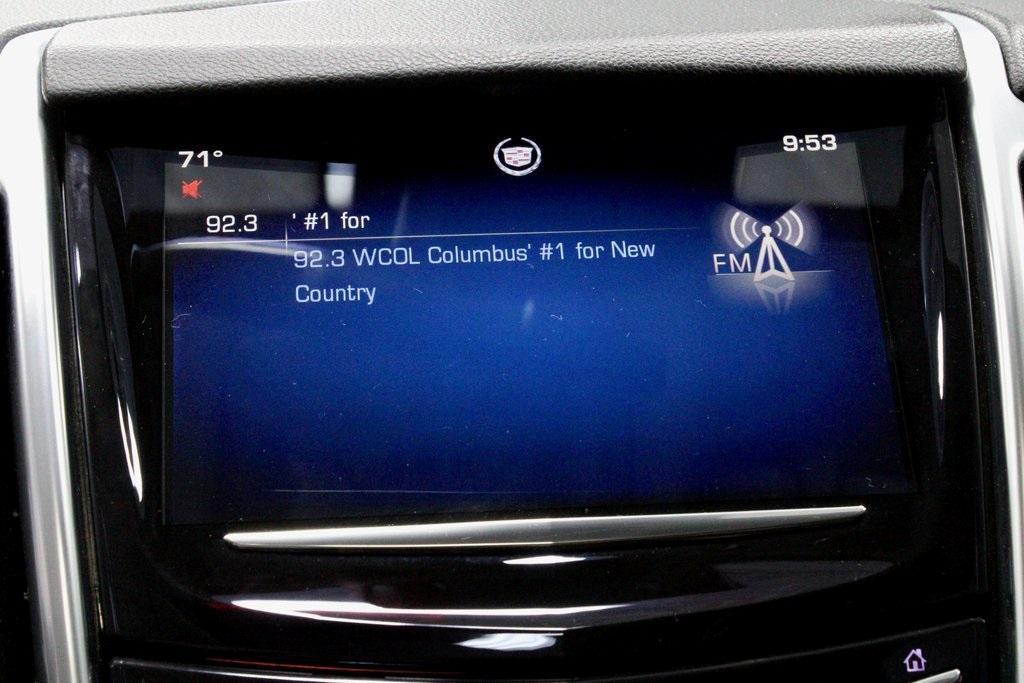 71° 9:53
92.3 ' #1 for
92.3 WCOL Columbus' #1 for New
Country
FM